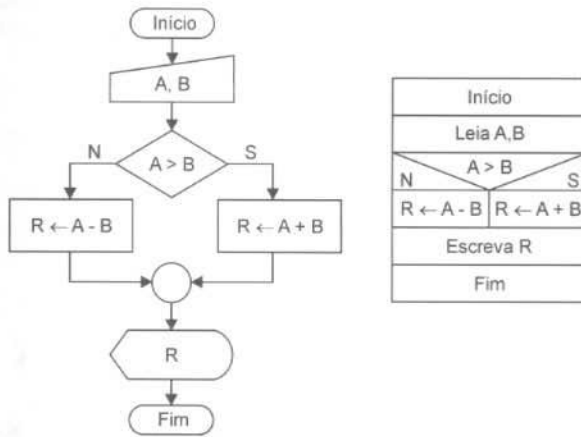 Início
A, B
N
A > B
S
R ← A - B
R ← A + B
R
Fim
Início
Leia A,B
A > B
N
S
R ← A - B
R ← A + B
Escreva R
Fim